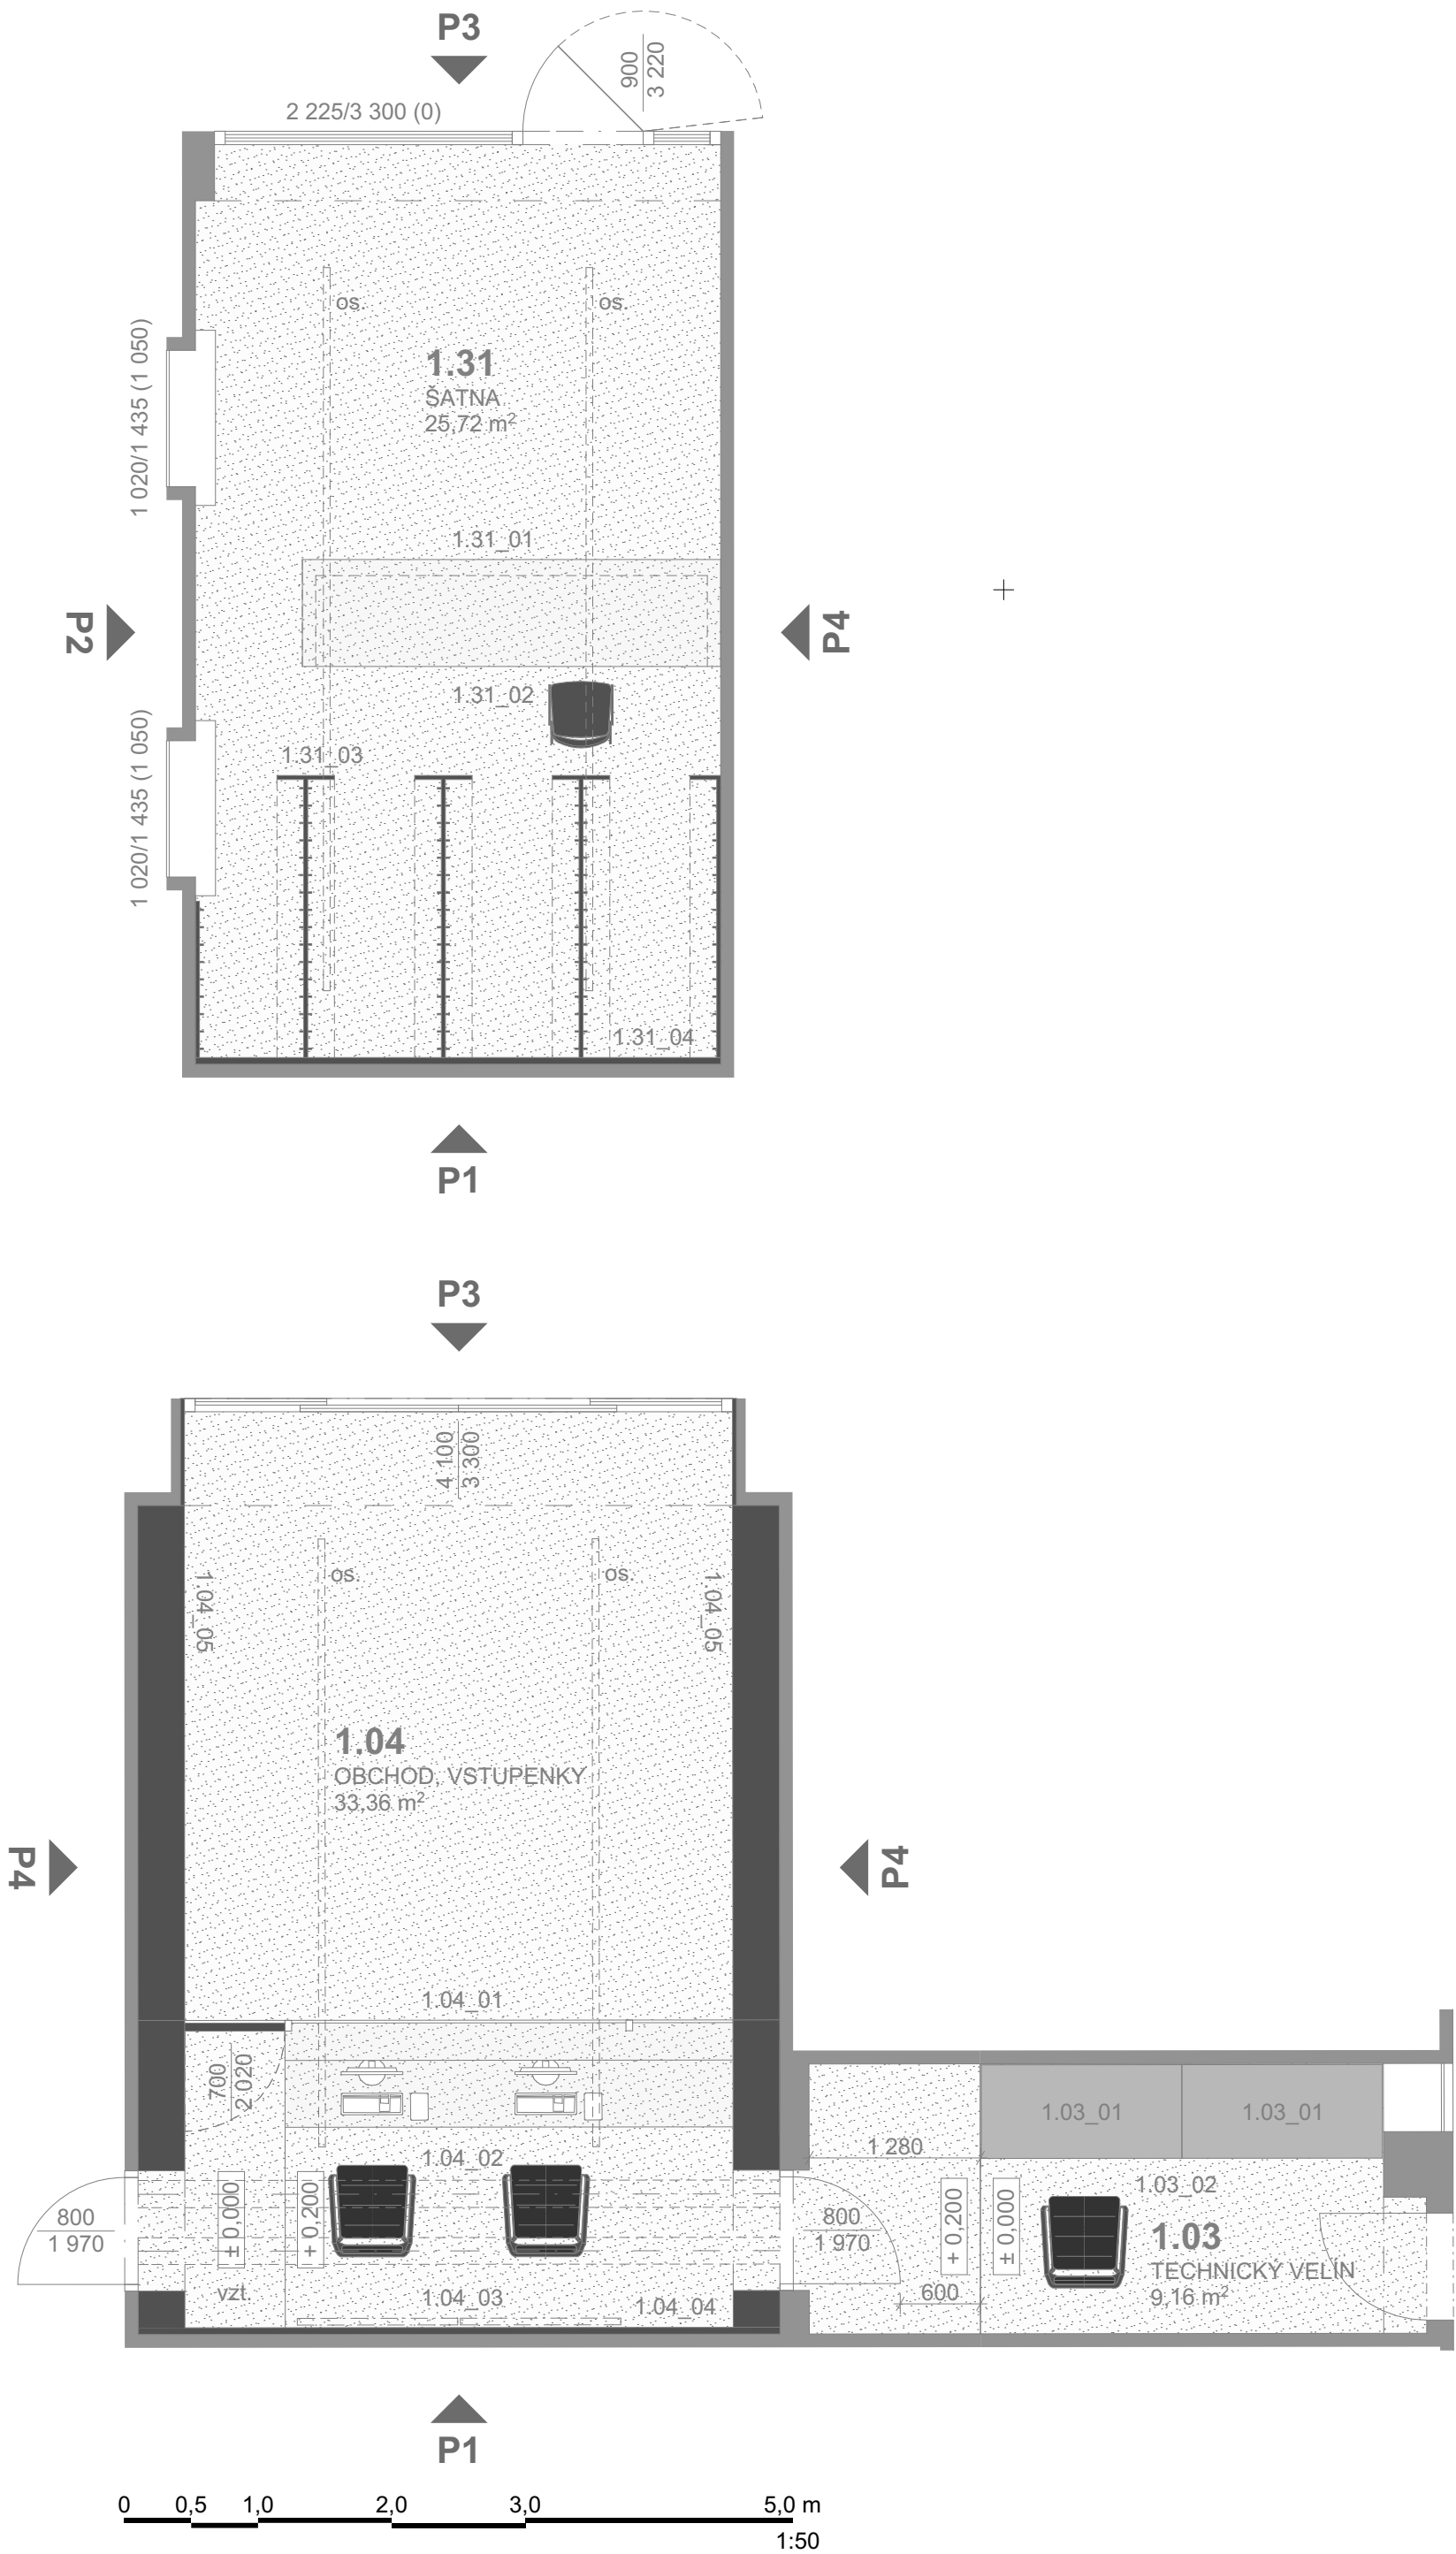 P3
900
3 220
2 225/3 300 (0)
os.
os.
1.31
ŠATNA
25,72 m²
1 020/1 435 (1 050)
1.31_01
P2
P4
1.31_02
1.31_03
1 020/1 435 (1 050)
1.31_04
P1
P3
4 100
3 300
os.
os.
1.04_05
1.04_05
1.04
OBCHOD, VSTUPENKY
33,36 m²
P4
P4
1.04_01
700
2 020
1.03_01
1.03_01
1 280
1.04_02
1.03_02
800
1 970
± 0,000
+ 0,200
800
1 970
+ 0,200
± 0,000
1.03
TECHNICKÝ VELÍN
9,16 m²
vzt.
1.04_03
1.04_04
600
P1
0 0,5 1,0 2,0 3,0 5,0 m
1:50